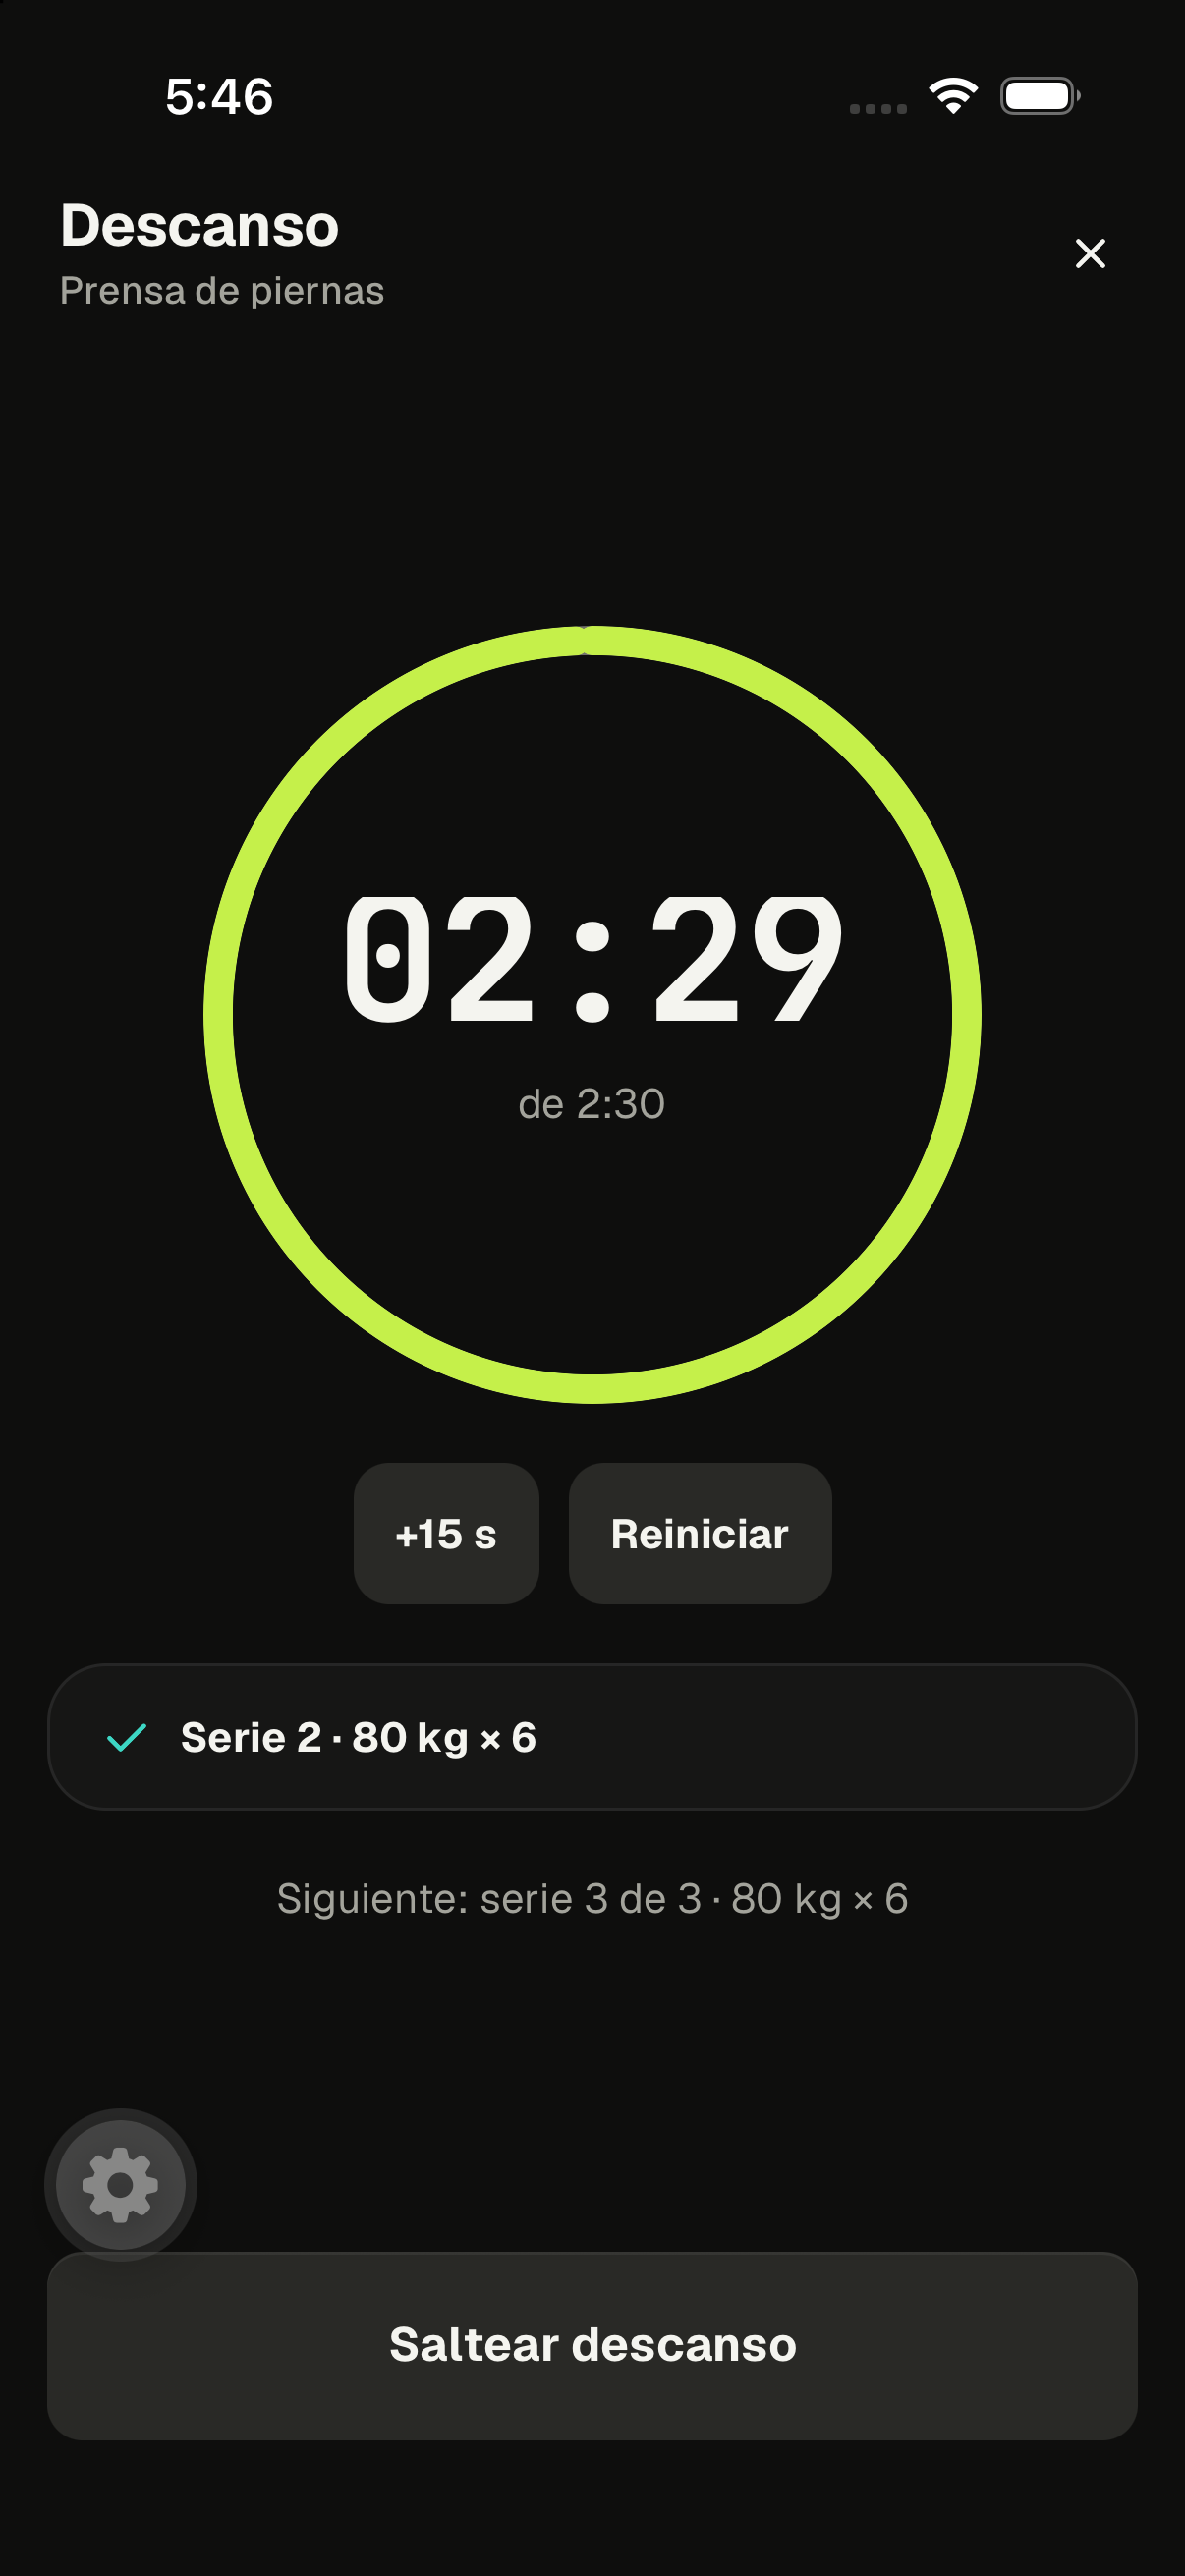 5:46
Descanso
Prensa de piernas
02:29
de 2:30
+15 s
Reiniciar
Serie 2 · 80 kg × 6
Siguiente: serie 3 de 3 · 80 kg × 6
Saltear descanso